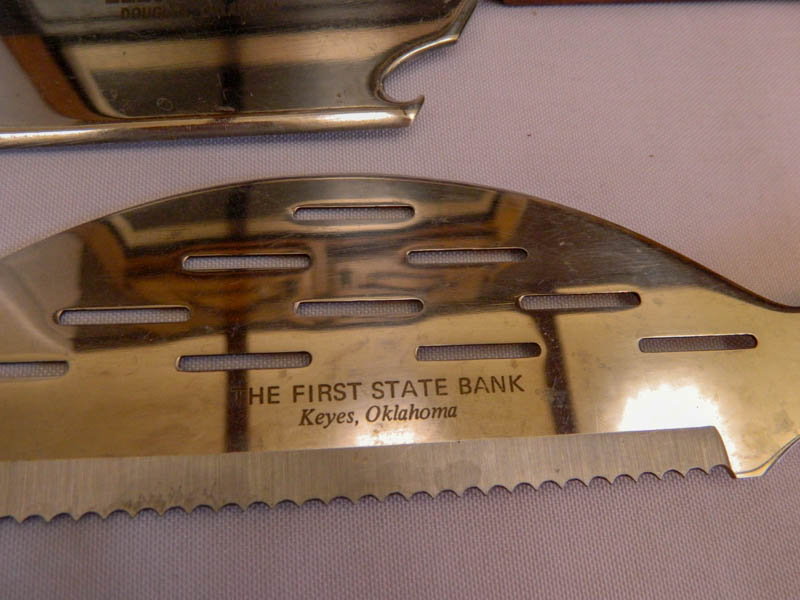 THE FIRST STATE BANK
Keyes, Oklahoma